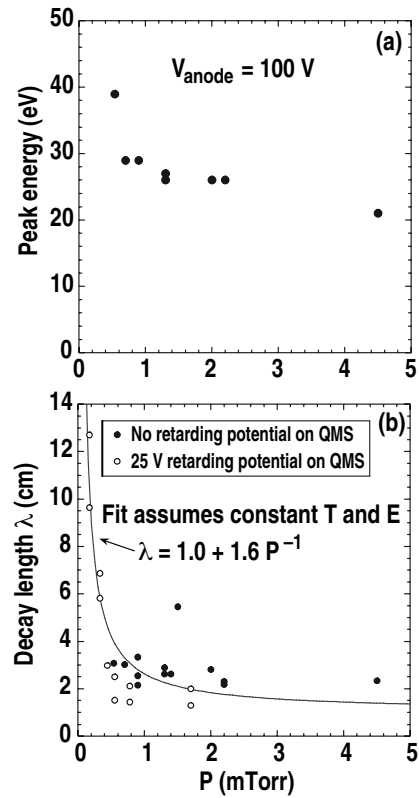 50
(a)
V_anode = 100 V
40
30
20
10
0
Peak energy (eV)
0
1
2
3
4
5
14
(b)
No retarding potential on QMS
25 V retarding potential on QMS
12
10
Fit assumes constant T and E
λ = 1.0 + 1.6 P⁻¹
8
6
4
2
0
Decay length λ (cm)
0
1
2
3
4
5
P (mTorr)